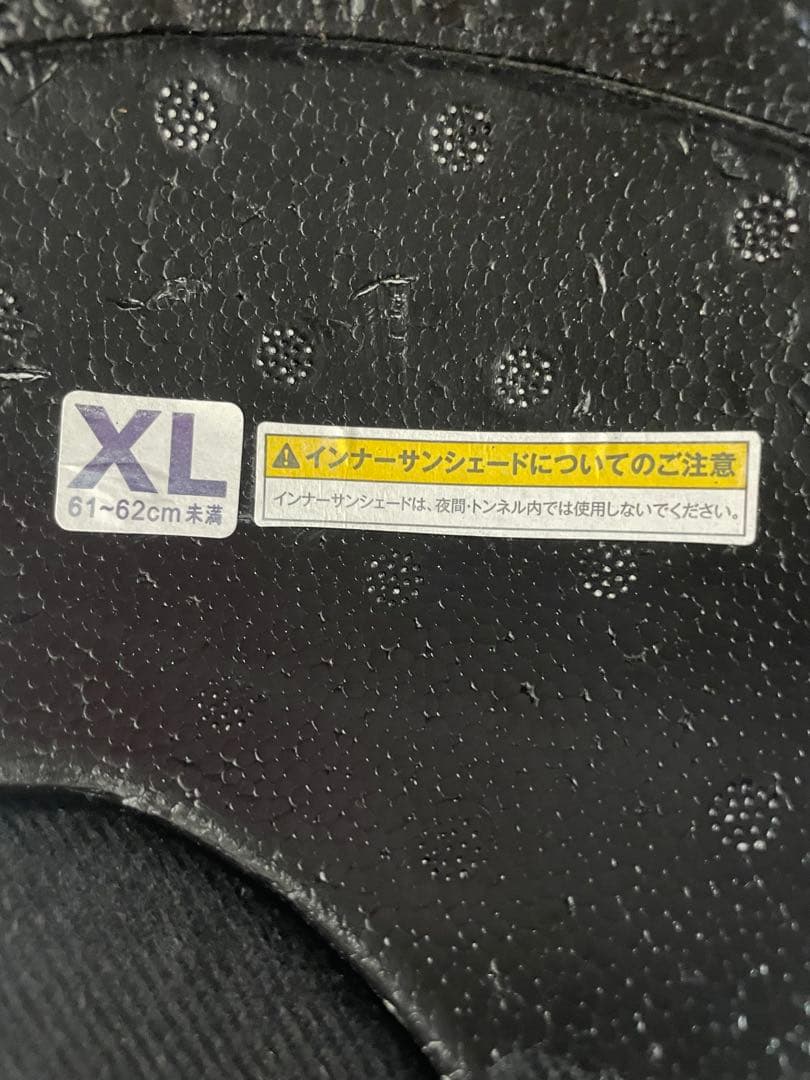 XL
61~62cm未満
⚠インナーサンシェードについてのご注意
インナーサンシェードは、夜間・トンネル内では使用しないでください。